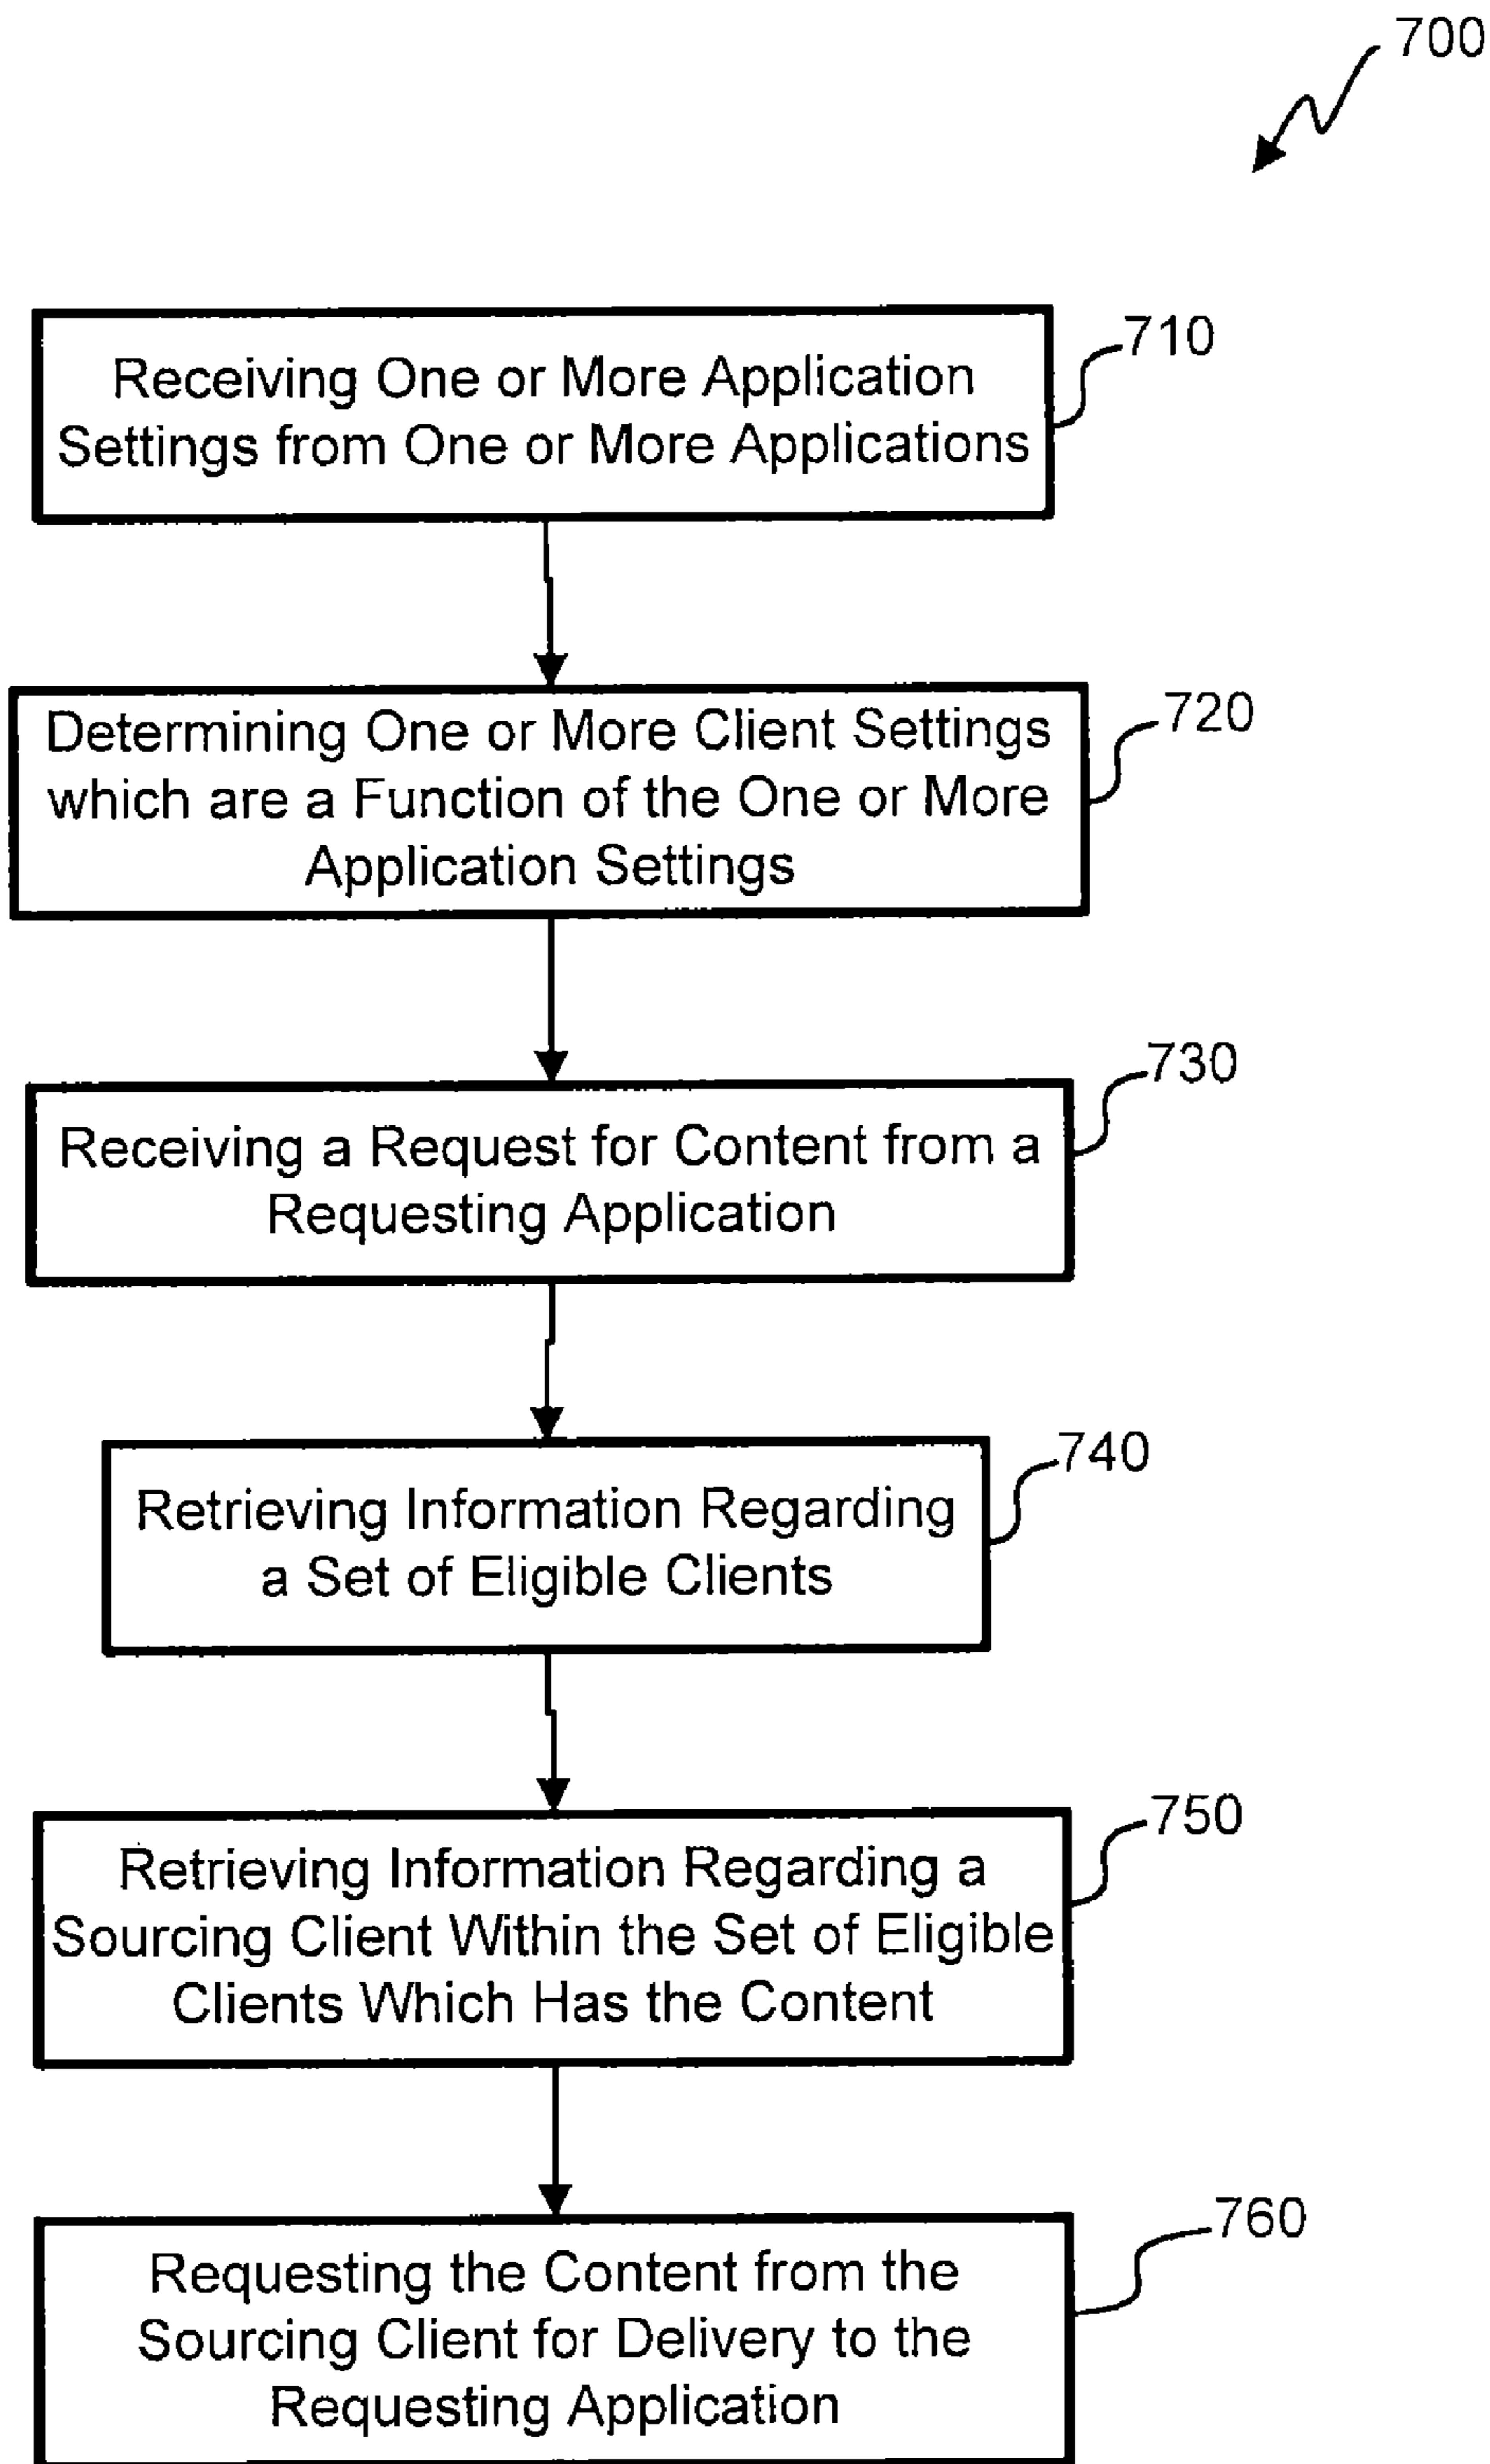 700
Receiving One or More Application
Settings from One or More Applications
710
Determining One or More Client Settings
which are a Function of the One or More
Application Settings
720
Receiving a Request for Content from a
Requesting Application
730
Retrieving Information Regarding
a Set of Eligible Clients
740
Retrieving Information Regarding a
Sourcing Client Within the Set of Eligible
Clients Which Has the Content
750
Requesting the Content from the
Sourcing Client for Delivery to the
Requesting Application
760